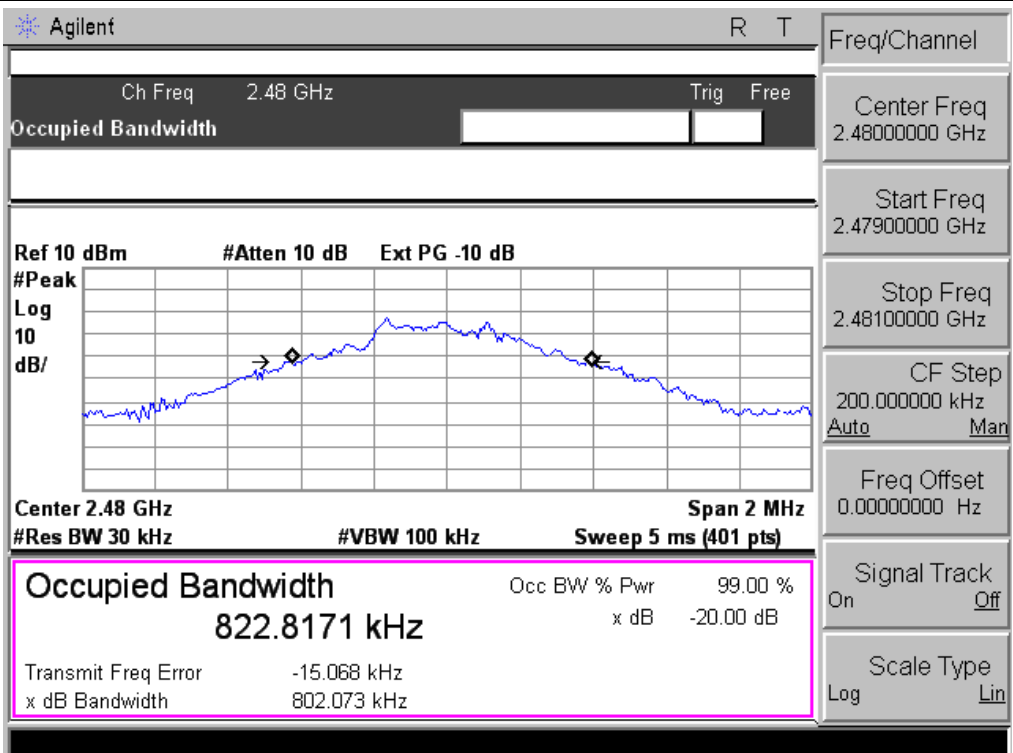 Agilent R T
Ch Freq 2.48 GHz Trig Free
Occupied Bandwidth
Ref 10 dBm #Atten 10 dB Ext PG -10 dB
#Peak
Log
10
dB/
Center 2.48 GHz Span 2 MHz
#Res BW 30 kHz #VBW 100 kHz Sweep 5 ms (401 pts)
Occupied Bandwidth Occ BW % Pwr 99.00 %
822.8171 kHz x dB -20.00 dB
Transmit Freq Error -15.068 kHz
x dB Bandwidth 802.073 kHz
Freq/Channel
Center Freq
2.48000000 GHz
Start Freq
2.47900000 GHz
Stop Freq
2.48100000 GHz
CF Step
200.000000 kHz
Auto Man
Freq Offset
0.00000000 Hz
Signal Track
On Off
Scale Type
Log Lin